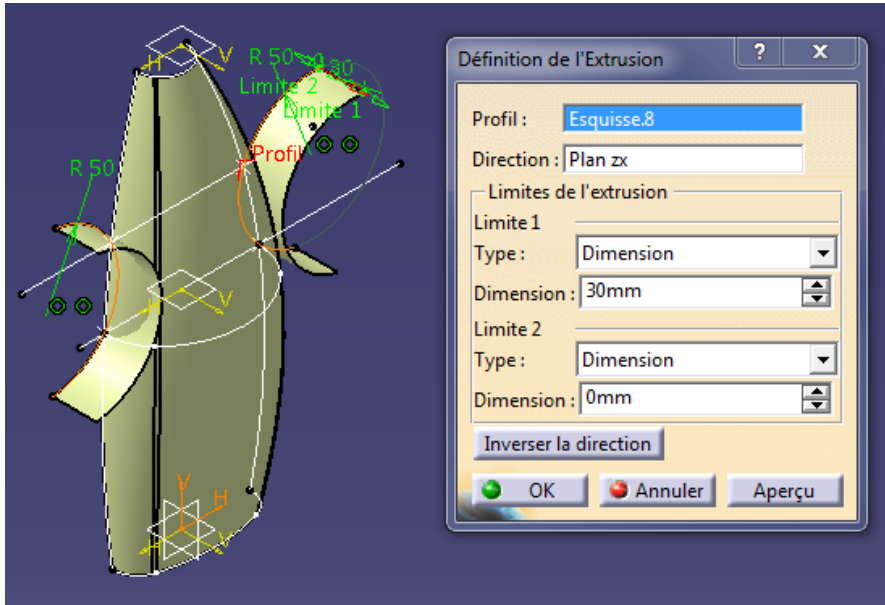 H
V
R 50
30
Limite 2
Limite 1
Profil
R 50
H
V
V
H
H
V
Définition de l'Extrusion
?
X
Profil : Esquisse.8
Direction : Plan zx
Limites de l'extrusion
Limite 1
Type : Dimension
Dimension : 30mm
Limite 2
Type : Dimension
Dimension : 0mm
Inverser la direction
OK Annuler Aperçu